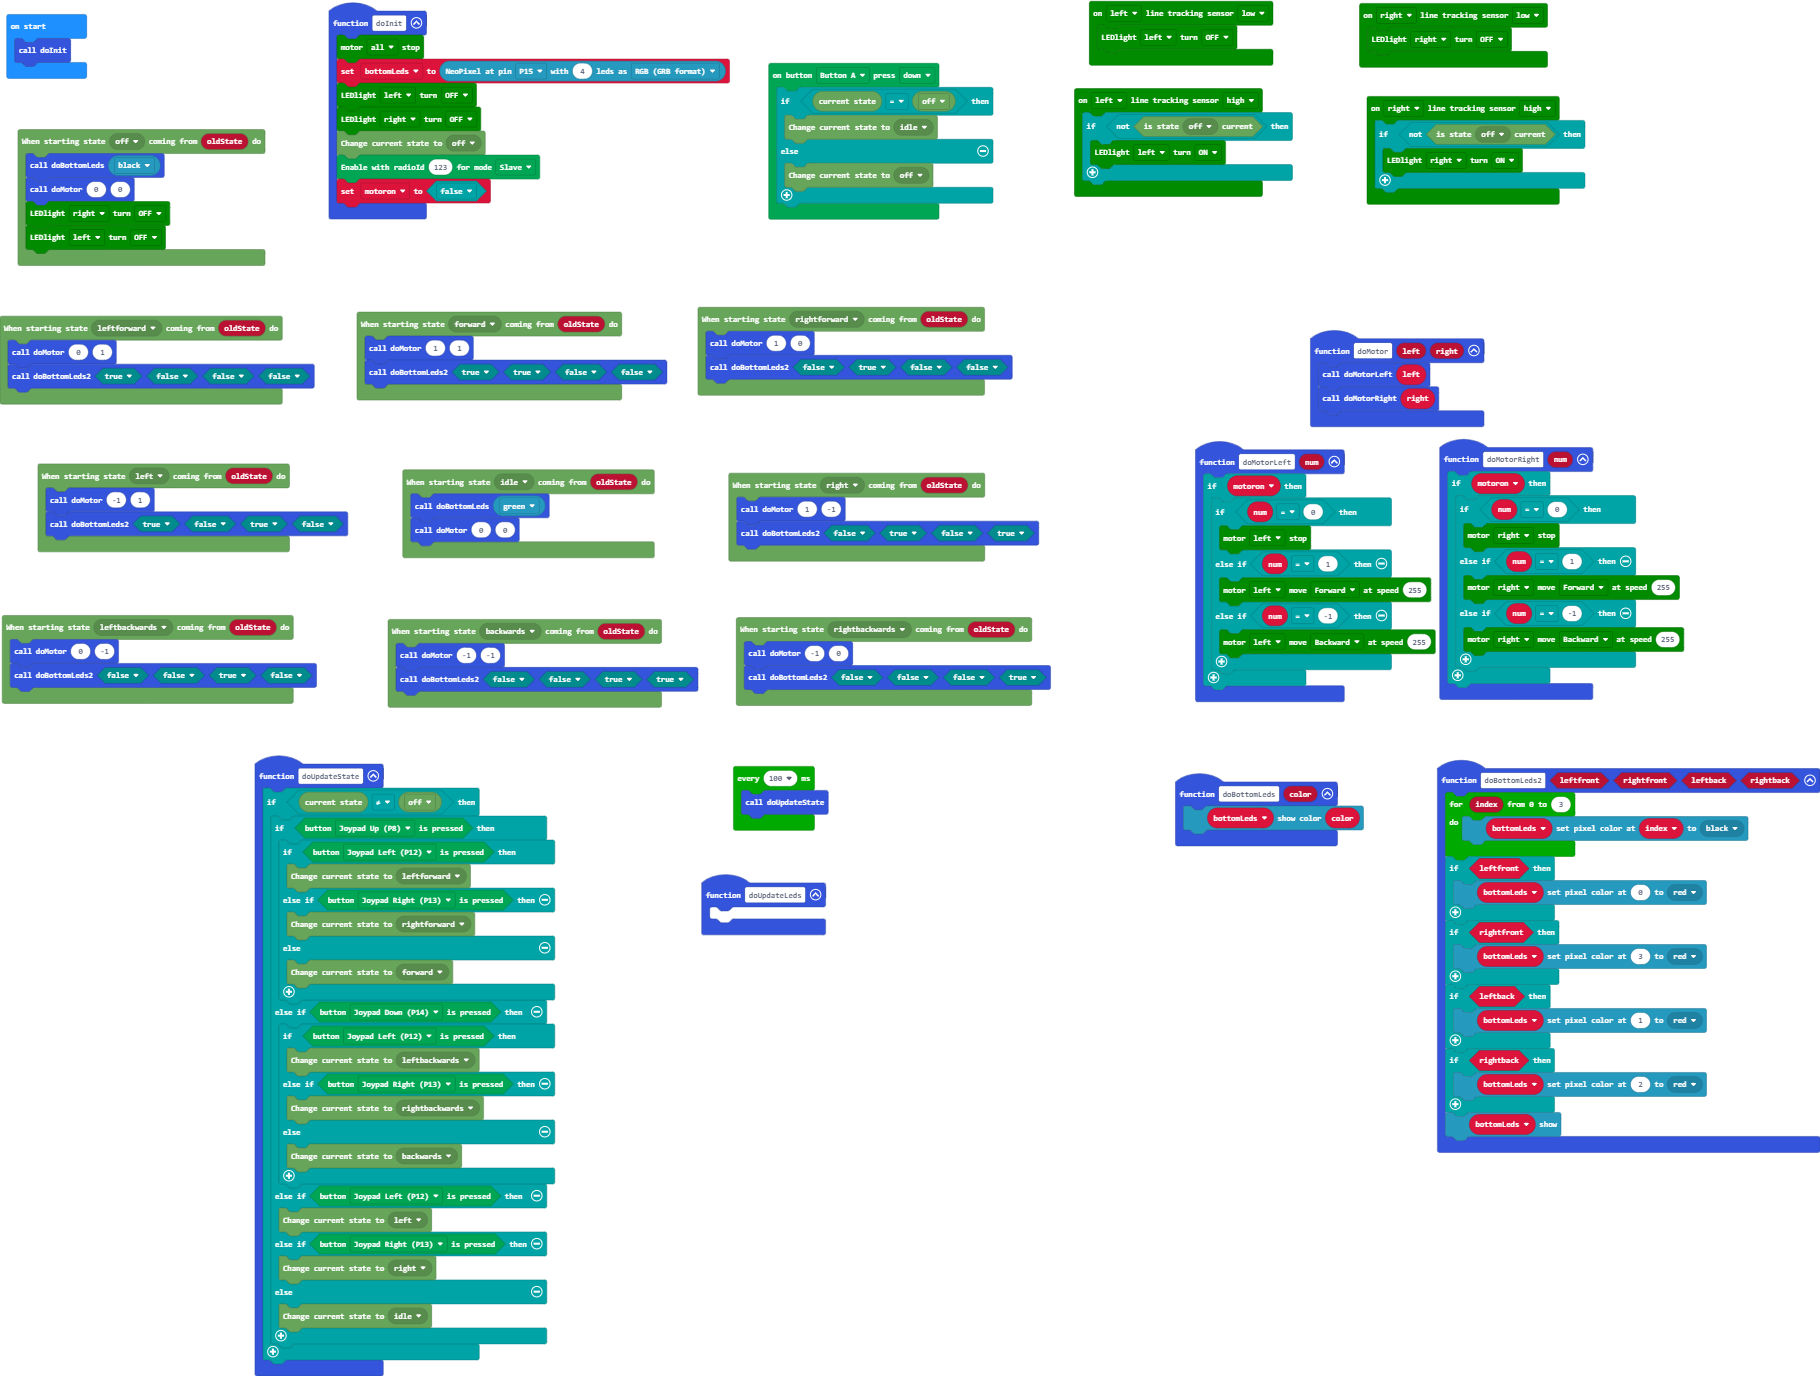 on start
call doInit
function doInit
motor all stop
set bottomLeds to NeoPixel at pin P15 with 4 leds as RGB (GRB format)
LEDlight left turn OFF
LEDlight right turn OFF
Change current state to off
Enable with radioId 123 for mode Slave
set motoron to false
on button Button A press down
if current state = off then
Change current state to idle
else
Change current state to off
on left line tracking sensor low
LEDlight left turn OFF
on right line tracking sensor low
LEDlight right turn OFF
on left line tracking sensor high
if not is state off current then
LEDlight left turn ON
on right line tracking sensor high
if not is state off current then
LEDlight right turn ON
When starting state off coming from oldState do
call doBottomLeds black
call doMotor 0 0
LEDlight right turn OFF
LEDlight left turn OFF
When starting state leftforward coming from oldState do
call doMotor 0 1
call doBottomLeds2 true false false false
When starting state forward coming from oldState do
call doMotor 1 1
call doBottomLeds2 true true false false
When starting state rightforward coming from oldState do
call doMotor 1 0
call doBottomLeds2 false true false false
function doMotor left right
call doMotorLeft left
call doMotorRight right
When starting state left coming from oldState do
call doMotor -1 1
call doBottomLeds2 true false true false
When starting state idle coming from oldState do
call doBottomLeds green
call doMotor 0 0
When starting state right coming from oldState do
call doMotor 1 -1
call doBottomLeds2 false true false true
function doMotorLeft num
if motoron then
if num = 0 then
motor left stop
else if num = 1 then
motor left move Forward at speed 255
else if num = -1 then
motor left move Backward at speed 255
function doMotorRight num
if motoron then
if num = 0 then
motor right stop
else if num = 1 then
motor right move Forward at speed 255
else if num = -1 then
motor right move Backward at speed 255
When starting state leftbackwards coming from oldState do
call doMotor 0 -1
call doBottomLeds2 false false true false
When starting state backwards coming from oldState do
call doMotor -1 -1
call doBottomLeds2 false false true true
When starting state rightbackwards coming from oldState do
call doMotor -1 0
call doBottomLeds2 false false false true
function doUpdateState
if current state ≠ off then
if button Joypad Up (P8) is pressed then
if button Joypad Left (P12) is pressed then
Change current state to leftforward
else if button Joypad Right (P13) is pressed then
Change current state to rightforward
else
Change current state to forward
else if button Joypad Down (P14) is pressed then
if button Joypad Left (P12) is pressed then
Change current state to leftbackwards
else if button Joypad Right (P13) is pressed then
Change current state to rightbackwards
else
Change current state to backwards
else if button Joypad Left (P12) is pressed then
Change current state to left
else if button Joypad Right (P13) is pressed then
Change current state to right
else
Change current state to idle
every 100 ms
call doUpdateState
function doUpdateLeds
function doBottomLeds color
bottomLeds show color color
function doBottomLeds2 leftfront rightfront leftback rightback
for index from 0 to 3
do bottomLeds set pixel color at index to black
if leftfront then
bottomLeds set pixel color at 0 to red
if rightfront then
bottomLeds set pixel color at 3 to red
if leftback then
bottomLeds set pixel color at 1 to red
if rightback then
bottomLeds set pixel color at 2 to red
bottomLeds show